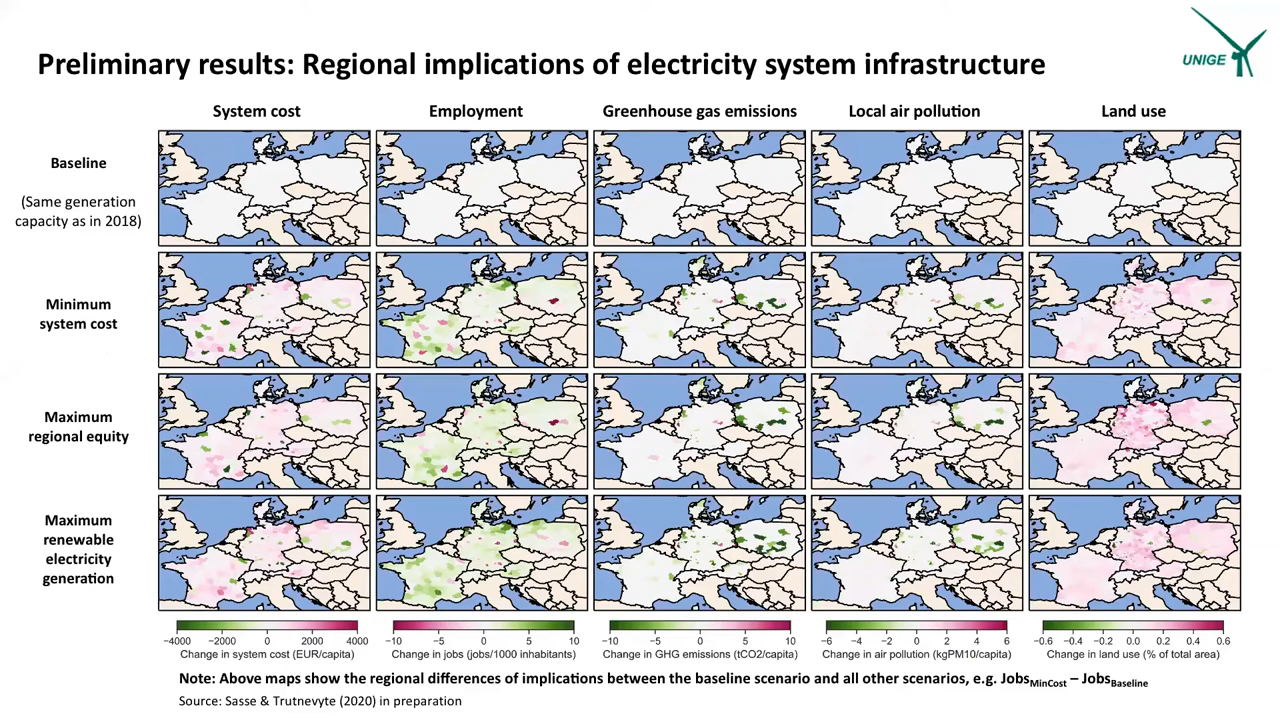 Preliminary results: Regional implications of electricity system infrastructure
UNIGE
System cost
Employment
Greenhouse gas emissions
Local air pollution
Land use
Baseline
(Same generation
capacity as in 2018)
Minimum
system cost
Maximum
regional equity
Maximum
renewable
electricity
generation
−4000 −2000 0 2000 4000
Change in system cost (EUR/capita)
−10 −5 0 5 10
Change in jobs (jobs/1000 inhabitants)
−10 −5 0 5 10
Change in GHG emissions (tCO2/capita)
−6 −4 −2 0 2 4 6
Change in air pollution (kgPM10/capita)
−0.6 −0.4 −0.2 0.0 0.2 0.4 0.6
Change in land use (% of total area)
Note: Above maps show the regional differences of implications between the baseline scenario and all other scenarios, e.g. JobsMinCost – JobsBaseline
Source: Sasse & Trutnevyte (2020) in preparation